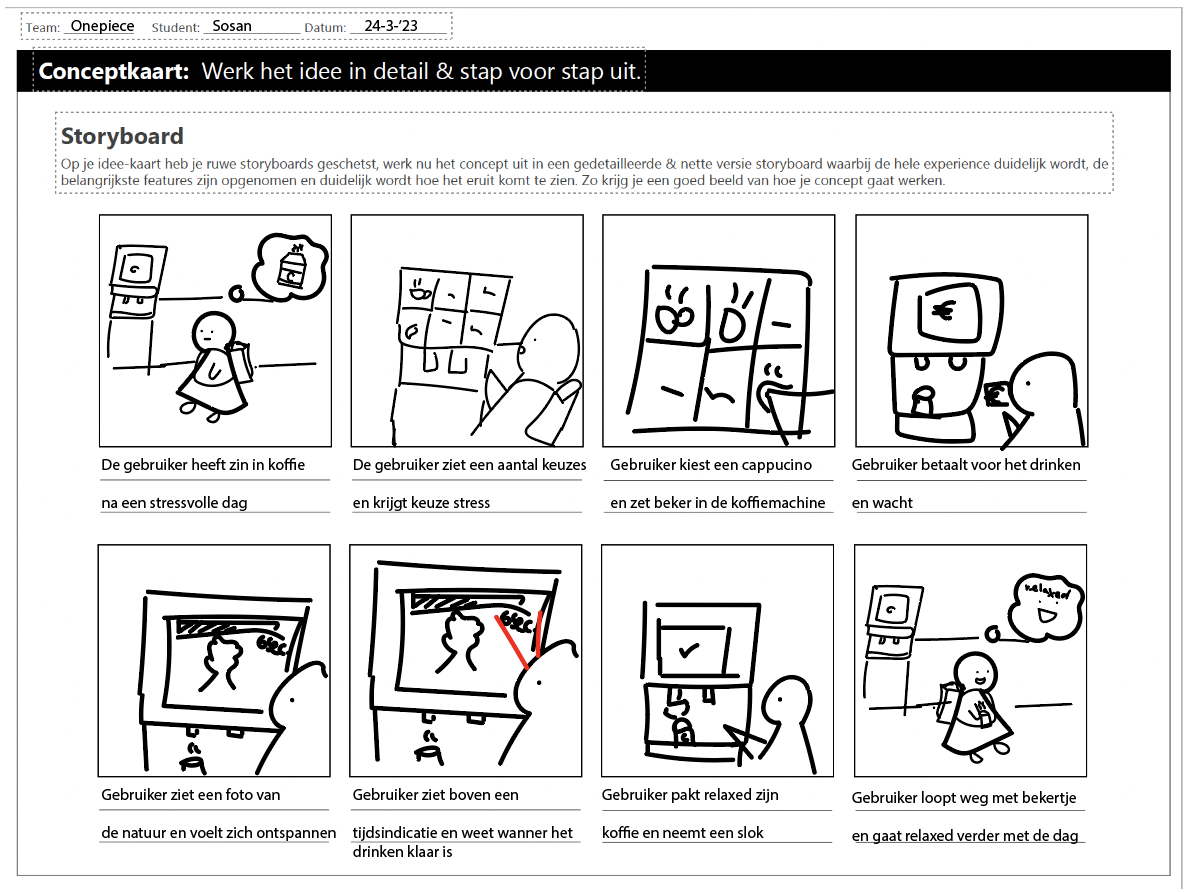 Team: Onepiece Student: Sosan Datum: 24-3-'23
Conceptkaart: Werk het idee in detail & stap voor stap uit.
Storyboard
Op je idee-kaart heb je ruwe storyboards geschetst, werk nu het concept uit in een gedetailleerde & nette versie storyboard waarbij de hele experience duidelijk wordt, de
belangrijkste features zijn opgenomen en duidelijk wordt hoe het eruit komt te zien. Zo krijg je een goed beeld van hoe je concept gaat werken.
C
C
€
€
De gebruiker heeft zin in koffie
na een stressvolle dag
De gebruiker ziet een aantal keuzes
en krijgt keuze stress
Gebruiker kiest een cappucino
en zet beker in de koffiemachine
Gebruiker betaalt voor het drinken
en wacht
6sec
6sec
C
C
relaxed
Gebruiker ziet een foto van
de natuur en voelt zich ontspannen
Gebruiker ziet boven een
tijdsindicatie en weet wanner het
drinken klaar is
Gebruiker pakt relaxed zijn
koffie en neemt een slok
Gebruiker loopt weg met bekertje
en gaat relaxed verder met de dag